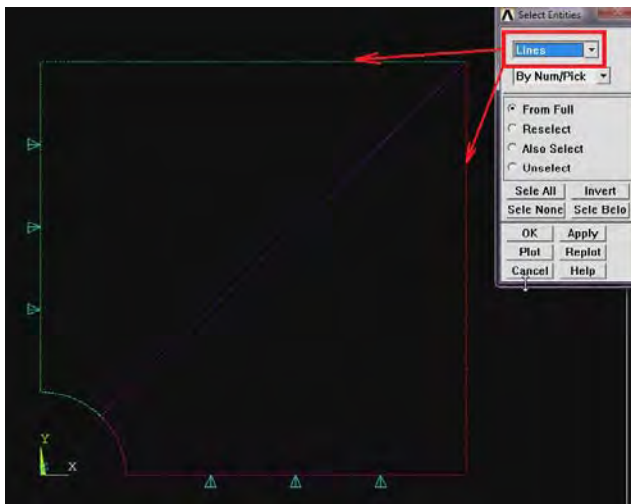 Select Entities
Lines
By Num/Pick
From Full
Reselect
Also Select
Unselect
Sele All Invert
Sele None Sele Belo
OK Apply
Plot Replot
Cancel Help
Y
X